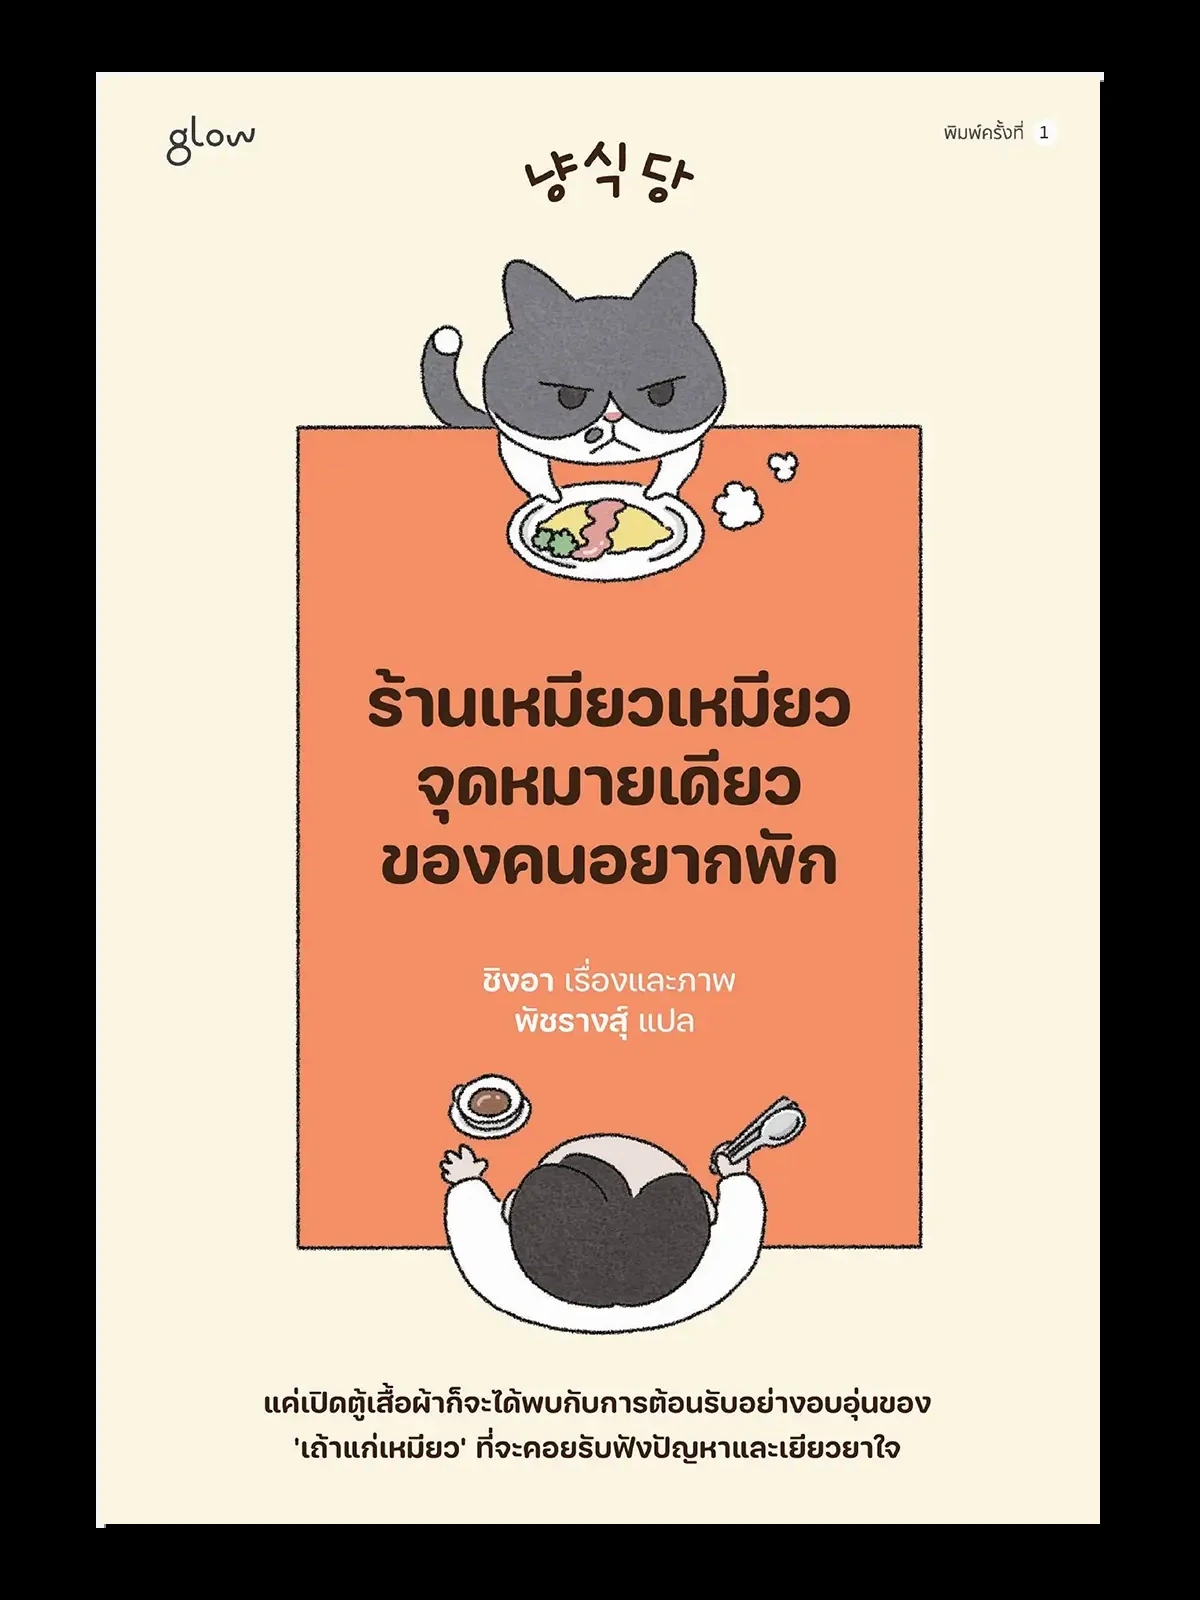 glow
พิมพ์ครั้งที่ 1
냥식당
ร้านเหมียวเหมียว
จุดหมายเดียว
ของคนอยากพัก
ชิงอา เรื่องและภาพ
พัชรางสุ์ แปล
แค่เปิดตู้เสื้อผ้าก็จะได้พบกับการต้อนรับอย่างอบอุ่นของ
'เถ้าแก่เหมียว' ที่จะคอยรับฟังปัญหาและเยียวยาใจ